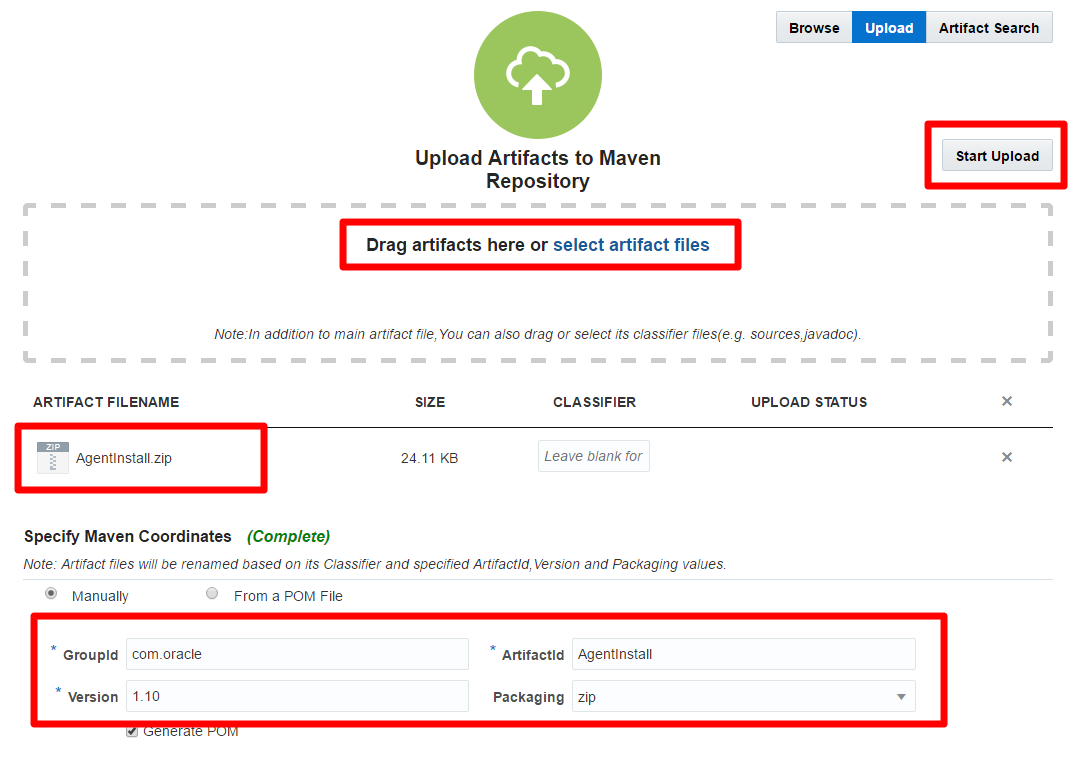 Browse Upload Artifact Search
Upload Artifacts to Maven
Repository
Start Upload
Drag artifacts here or select artifact files
Note:In addition to main artifact file,You can also drag or select its classifier files(e.g. sources,javadoc).
ARTIFACT FILENAME SIZE CLASSIFIER UPLOAD STATUS
ZIP AgentInstall.zip 24.11 KB Leave blank for
Specify Maven Coordinates (Complete)
Note: Artifact files will be renamed based on its Classifier and specified ArtifactId,Version and Packaging values.
Manually From a POM File
* GroupId com.oracle * ArtifactId AgentInstall
* Version 1.10 Packaging zip
Generate POM